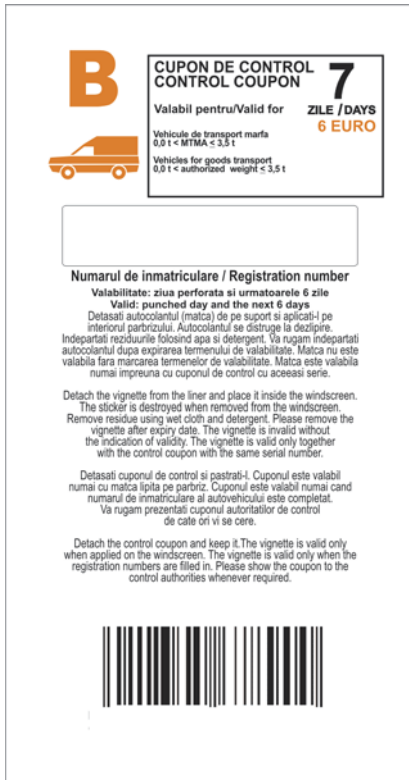 B
CUPON DE CONTROL
CONTROL COUPON
7
ZILE / DAYS
6 EURO
Valabil pentru/Valid for
Vehicule de transport marfa
0,0 t < MTMA ≤ 3,5 t
Vehicles for goods transport
0,0 t < authorized weight ≤ 3,5 t
Numarul de inmatriculare / Registration number
Valabilitate: ziua perforata si urmatoarele 6 zile
Valid: punched day and the next 6 days
Detasati autocolantul (matca) de pe suport si aplicati-l pe
interiorul parbrizului. Autocolantul se distruge la dezlipire.
Indepartati reziduurile folosind apa si detergent. Va rugam indepartati
autocolantul dupa expirarea termenului de valabilitate. Matca nu este
valabila fara marcarea termenelor de valabilitate. Matca este valabila
numai impreuna cu cuponul de control cu aceeasi serie.
Detach the vignette from the liner and place it inside the windscreen.
The sticker is destroyed when removed from the windscreen.
Remove residue using wet cloth and detergent. Please remove the
vignette after expiry date. The vignette is invalid without
the indication of validity. The vignette is valid only together
with the control coupon with the same serial number.
Detasati cuponul de control si pastrati-l. Cuponul este valabil
numai cu matca lipita pe parbriz. Cuponul este valabil numai cand
numarul de inmatriculare al autovehicului este completat.
Va rugam prezentati cuponul autoritatilor de control
de cate ori vi se cere.
Detach the control coupon and keep it.The vignette is valid only
when applied on the windscreen. The vignette is valid only when the
registration numbers are filled in. Please show the coupon to the
control authorities whenever required.